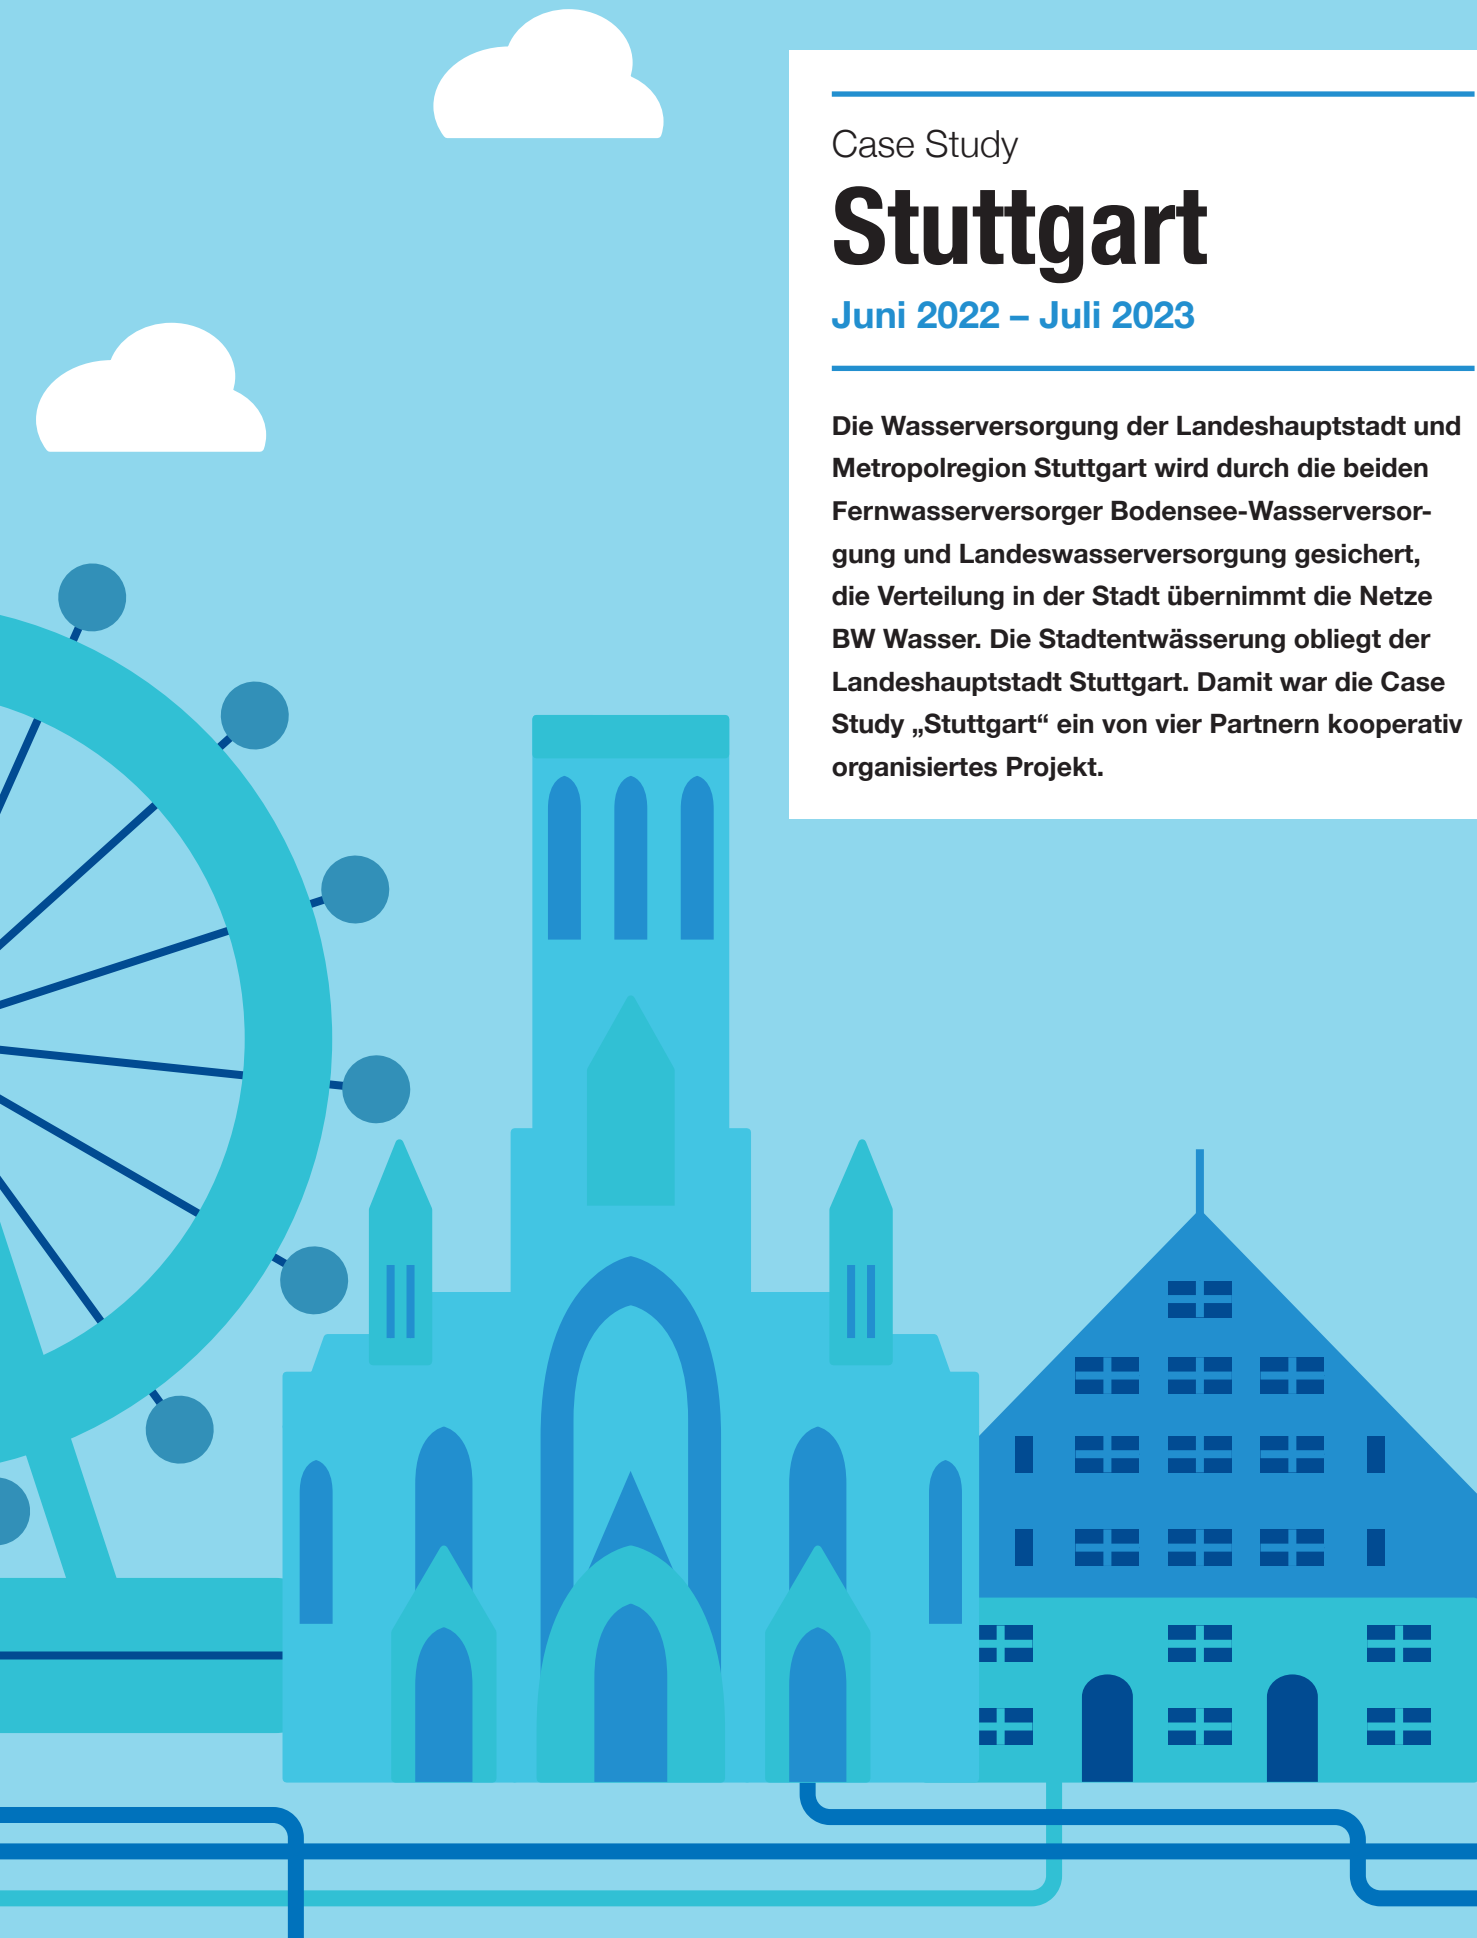 Case Study
Stuttgart
Juni 2022 – Juli 2023
Die Wasserversorgung der Landeshauptstadt und
Metropolregion Stuttgart wird durch die beiden
Fernwasserversorger Bodensee-Wasserversor-
gung und Landeswasserversorgung gesichert,
die Verteilung in der Stadt übernimmt die Netze
BW Wasser. Die Stadtentwässerung obliegt der
Landeshauptstadt Stuttgart. Damit war die Case
Study „Stuttgart“ ein von vier Partnern kooperativ
organisiertes Projekt.